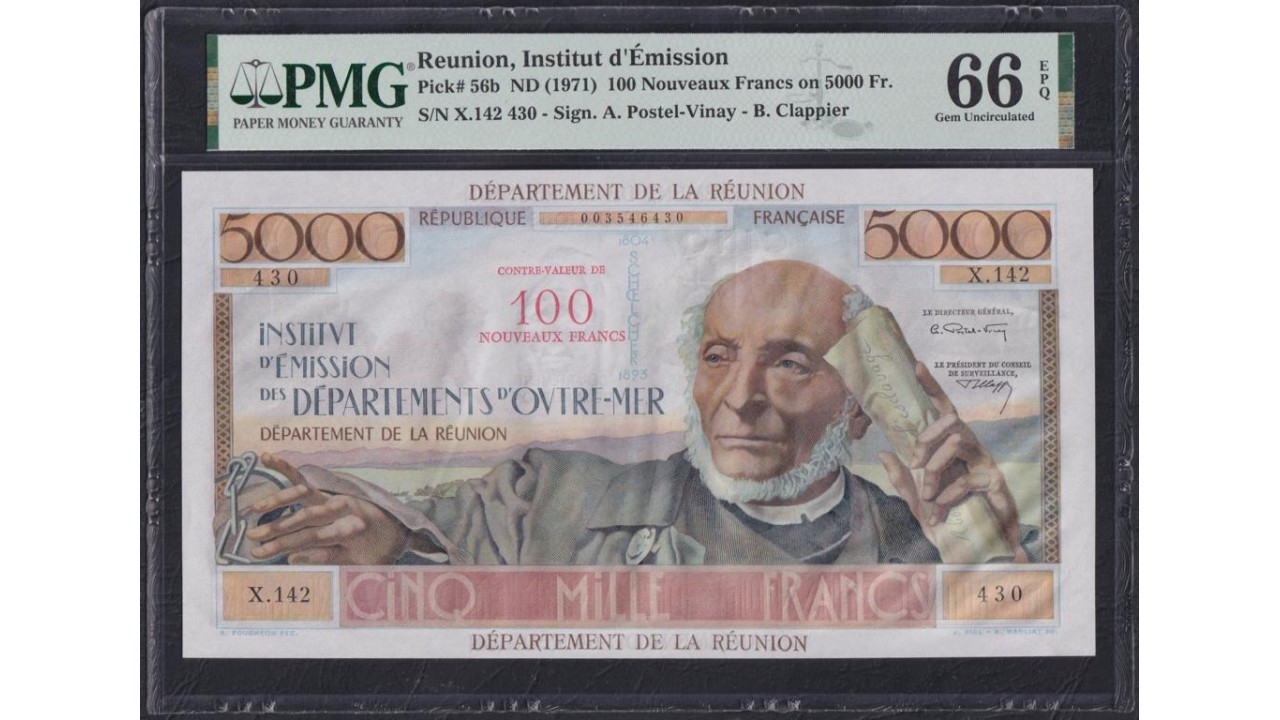 PMG®
PAPER MONEY GUARANTY
Reunion, Institut d'Émission
Pick# 56b ND (1971) 100 Nouveaux Francs on 5000 Fr.
S/N X.142 430 - Sign. A. Postel-Vinay - B. Clappier
66 EPQ
Gem Uncirculated
DÉPARTEMENT DE LA RÉUNION
5000 RÉPUBLIQUE 003546430 FRANÇAISE 5000
430 X.142
1804
SCHŒLCHER
1893
CONTRE-VALEUR DE
100
NOUVEAUX FRANCS
INSTITVT
D'ÉMISSION
DES DÉPARTEMENTS D'OVTRE-MER
DÉPARTEMENT DE LA RÉUNION
LE DIRECTEUR GÉNÉRAL,
LE PRÉSIDENT DU CONSEIL
DE SURVEILLANCE,
X.142 CINQ MILLE FRANCS 430
DÉPARTEMENT DE LA RÉUNION